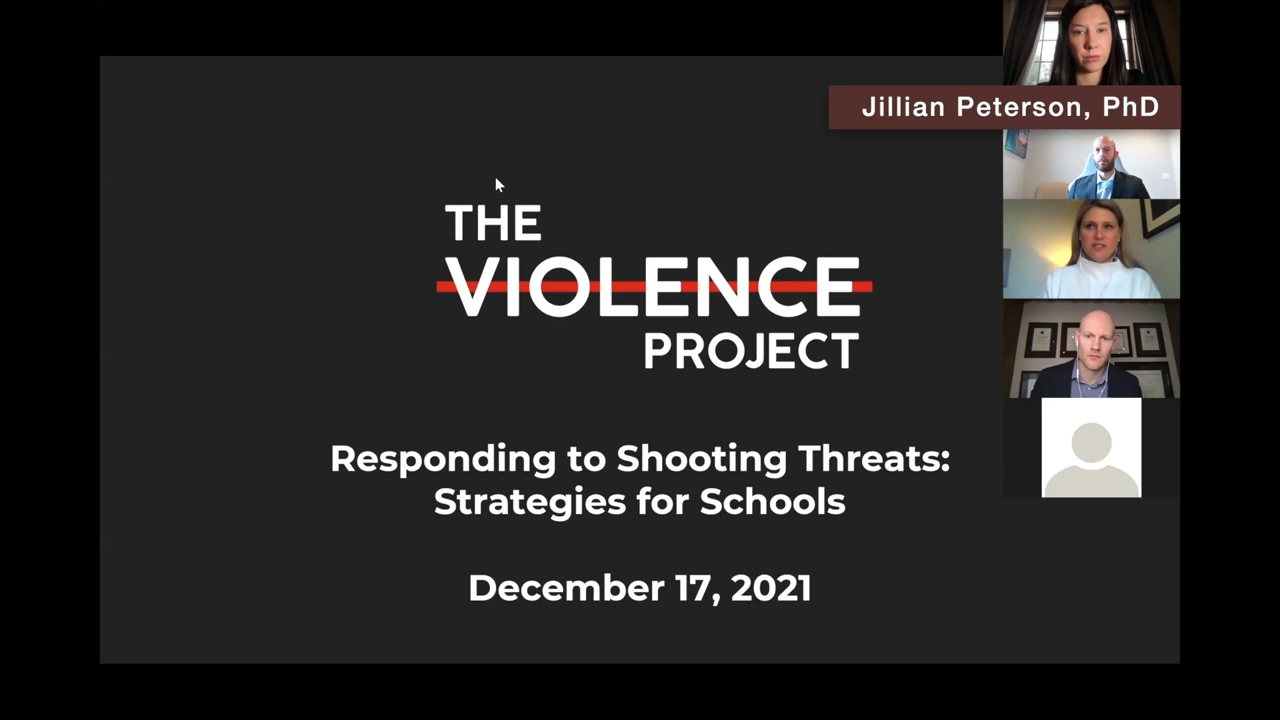 Jillian Peterson, PhD
THE
VIOLENCE
PROJECT
Responding to Shooting Threats:
Strategies for Schools
December 17, 2021